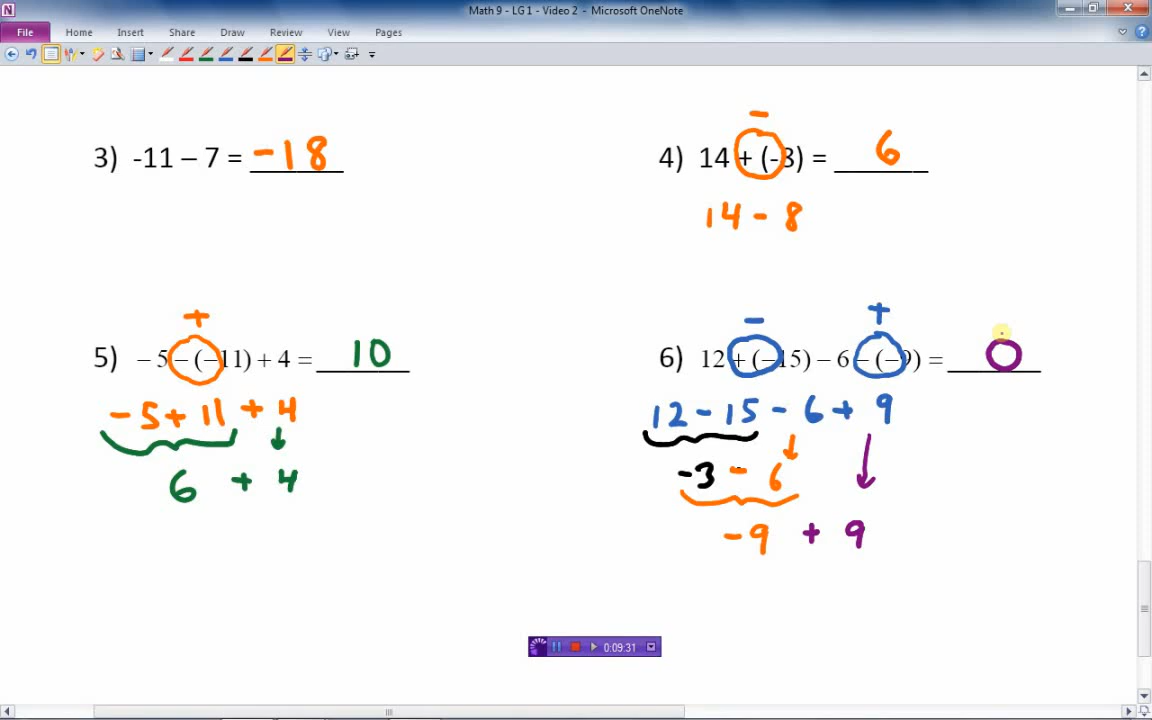 Math 9 - LG 1 - Video 2 - Microsoft OneNote
File Home Insert Share Draw Review View Pages
3) -11 – 7 = -18
-
4) 14 + (-8) = 6
14 - 8
+
5) – 5 – (–11) + 4 = 10
-5 + 11 + 4
6 + 4
- +
6) 12 + (–15) – 6 – (–9) = 0
12 - 15 - 6 + 9
-3 - 6
-9 + 9
0:09:31